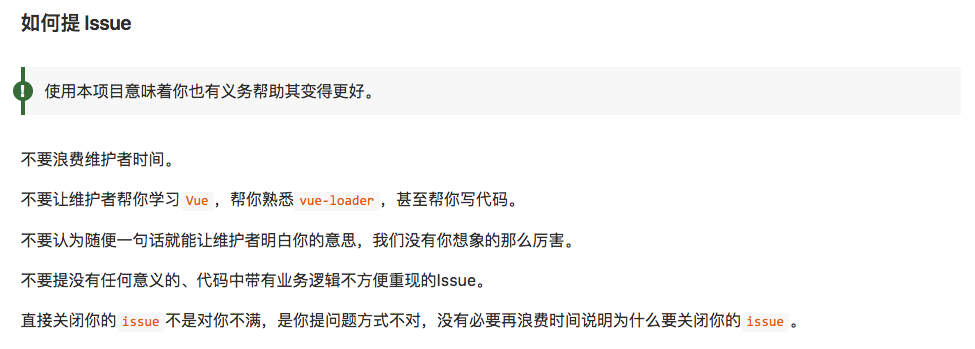 如何提 Issue
使用本项目意味着你也有义务帮助其变得更好。
不要浪费维护者时间。
不要让维护者帮你学习 Vue，帮你熟悉 vue-loader，甚至帮你写代码。
不要认为随便一句话就能让维护者明白你的意思，我们没有你想象的那么厉害。
不要提没有任何意义的、代码中带有业务逻辑不方便重现的Issue。
直接关闭你的 issue 不是对你不满，是你提问题方式不对，没有必要再浪费时间说明为什么要关闭你的 issue 。